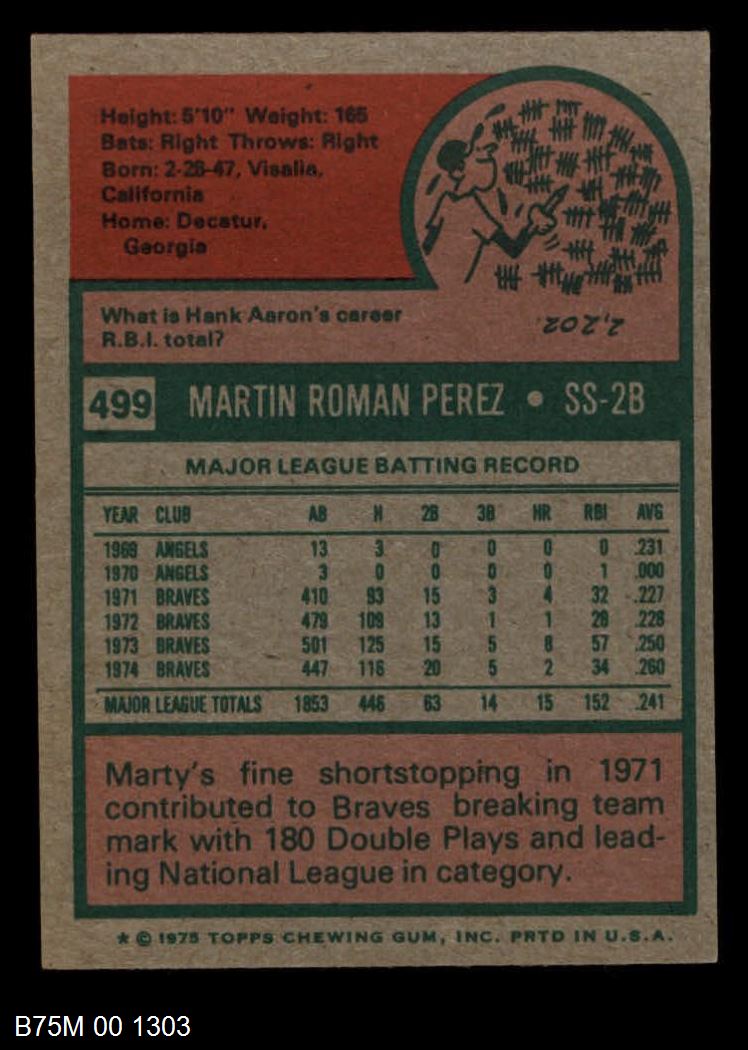 Height: 5'10" Weight: 165
Bats: Right Throws: Right
Born: 2-28-47, Visalia,
California
Home: Decatur,
Georgia
What is Hank Aaron's career
R.B.I. total?
2,202.
499 MARTIN ROMAN PEREZ • SS-2B
MAJOR LEAGUE BATTING RECORD
YEAR CLUB AB H 2B 3B HR RBI AVG
1969 ANGELS 13 3 0 0 0 0 .231
1970 ANGELS 3 0 0 0 0 1 .000
1971 BRAVES 410 93 15 3 4 32 .227
1972 BRAVES 479 109 13 1 1 28 .228
1973 BRAVES 501 125 15 5 8 57 .250
1974 BRAVES 447 116 20 5 2 34 .260
MAJOR LEAGUE TOTALS 1853 446 63 14 15 152 .241
Marty's fine shortstopping in 1971
contributed to Braves breaking team
mark with 180 Double Plays and lead-
ing National League in category.
* © 1975 TOPPS CHEWING GUM, INC. PRTD IN U.S.A.
B75M 00 1303